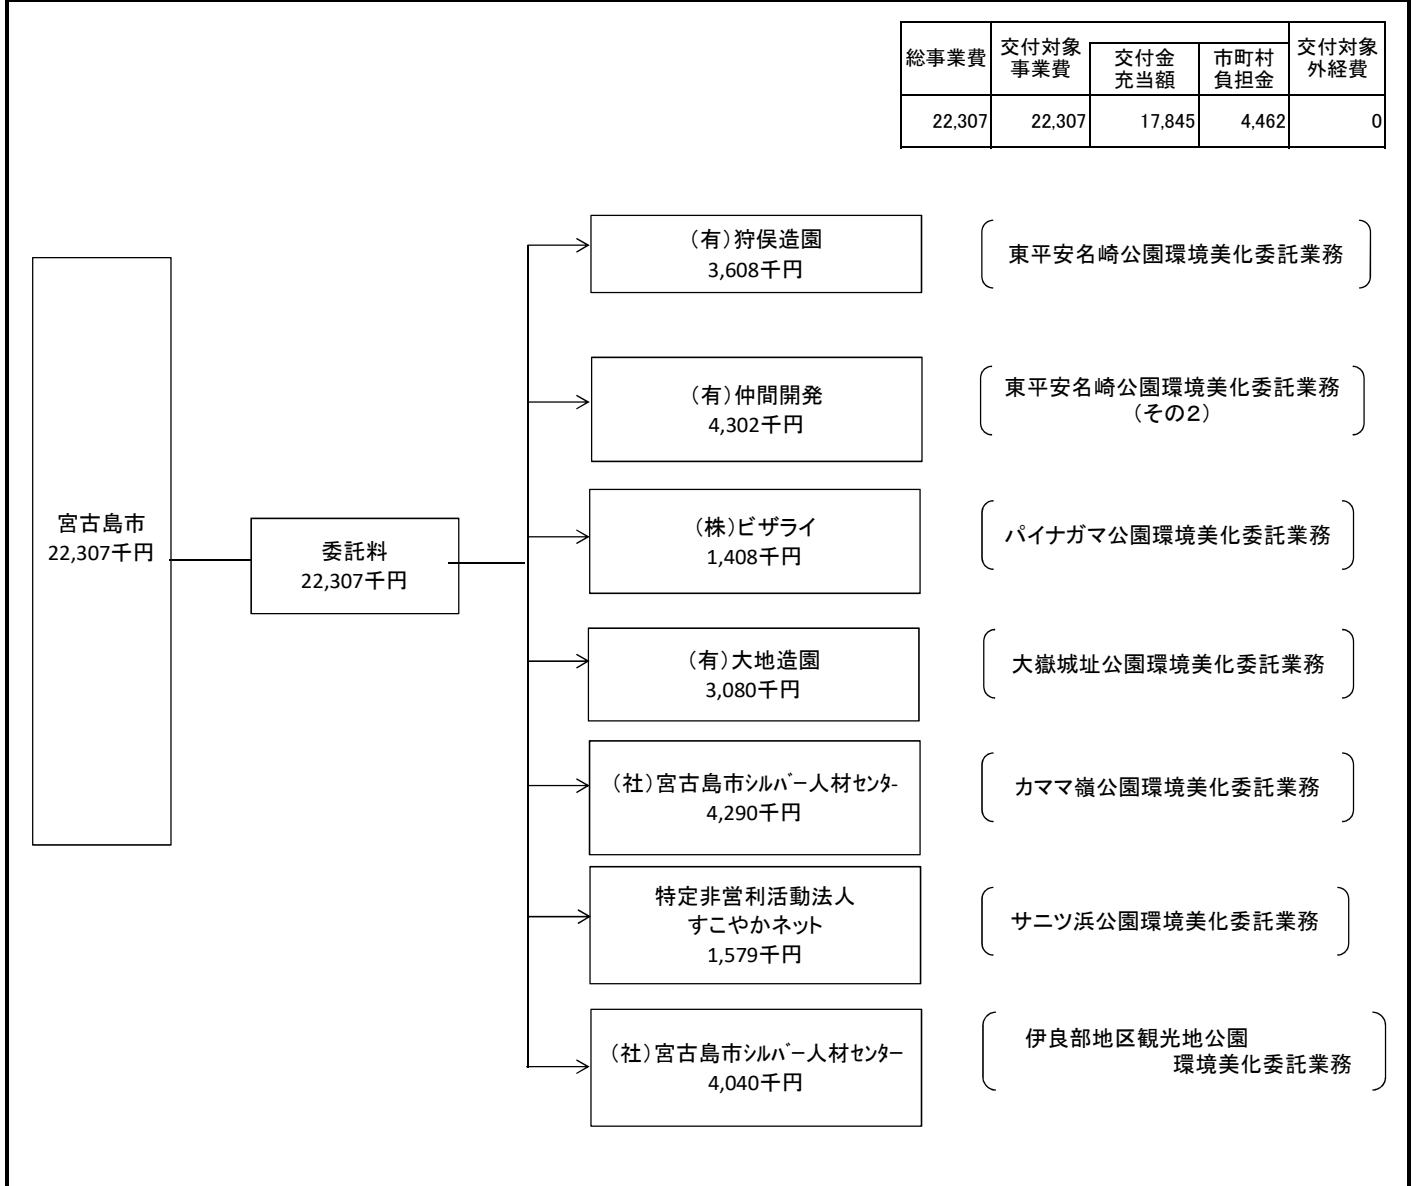 総事業費
交付対象
事業費
交付金
充当額
市町村
負担金
交付対象
外経費
22,307
22,307
17,845
4,462
0
宮古島市
22,307千円
委託料
22,307千円
（有）狩俣造園
3,608千円
東平安名崎公園環境美化委託業務
（有）仲間開発
4,302千円
東平安名崎公園環境美化委託業務
（その２）
（株）ビザライ
1,408千円
パイナガマ公園環境美化委託業務
（有）大地造園
3,080千円
大嶽城址公園環境美化委託業務
（社）宮古島市ｼﾙﾊﾞｰ人材ｾﾝﾀ-
4,290千円
カママ嶺公園環境美化委託業務
特定非営利活動法人
すこやかネット
1,579千円
サニツ浜公園環境美化委託業務
（社）宮古島市ｼﾙﾊﾞｰ人材ｾﾝﾀｰ
4,040千円
伊良部地区観光地公園
環境美化委託業務